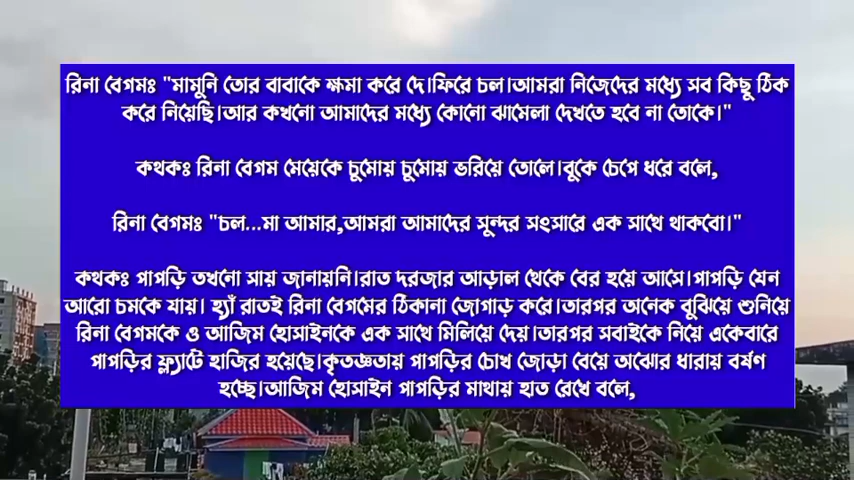 রিনা বেগমঃ "মামুনি তোর বাবাকে ক্ষমা করে দে।ফিরে চল।আমরা নিজেদের মধ্যে সব কিছু ঠিক
করে নিয়েছি।আর কখনো আমাদের মধ্যে কোনো ঝামেলা দেখতে হবে না তোকে।"
কথকঃ রিনা বেগম মেয়েকে চুমোয় চুমোয় ভরিয়ে তোলে।বুকে চেপে ধরে বলে,
রিনা বেগমঃ "চল...মা আমার,আমরা আমাদের সুন্দর সংসারে এক সাথে থাকবো।"
কথকঃ পাপড়ি তখনো সায় জানায়নি।রাত দরজার আড়াল থেকে বের হয়ে আসে।পাপড়ি যেন
আরো চমকে যায়। হ্যাঁ রাতই রিনা বেগমের ঠিকানা জোগাড় করে।তারপর অনেক বুঝিয়ে শুনিয়ে
রিনা বেগমকে ও আজিম হোসাইনকে এক সাথে মিলিয়ে দেয়।তারপর সবাইকে নিয়ে একেবারে
পাপড়ির ফ্ল্যাটে হাজির হয়েছে।কৃতজ্ঞতায় পাপড়ির চোখ জোড়া বেয়ে অঝোর ধারায় বর্ষণ
হচ্ছে।আজিম হোসাইন পাপড়ির মাথায় হাত রেখে বলে,